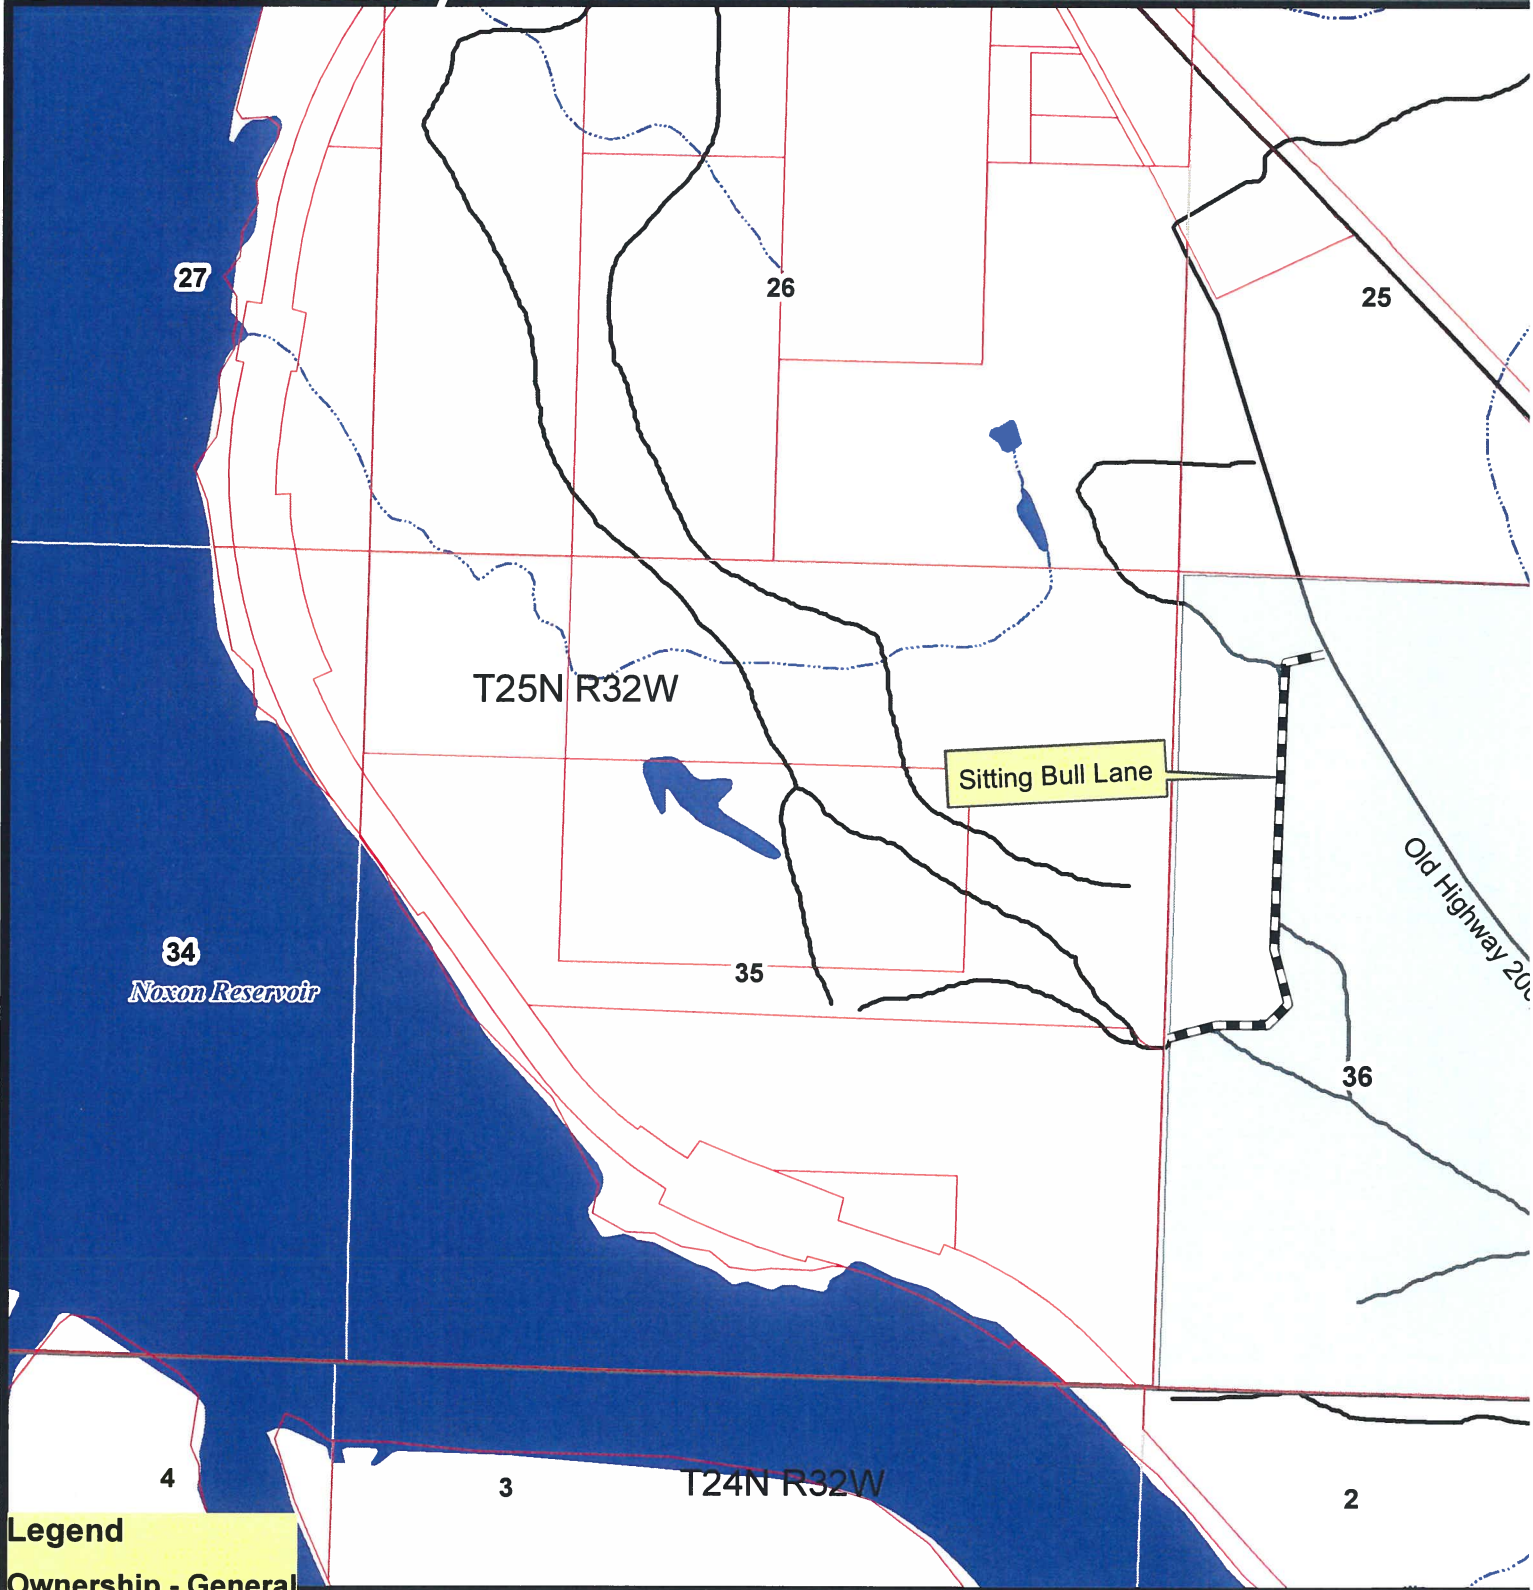 27
26
25
T25N R32W
Sitting Bull Lane
Old Highway 200
34
Noxon Reservoir
35
36
4
3
T24N R32W
2
Legend
Ownership - General